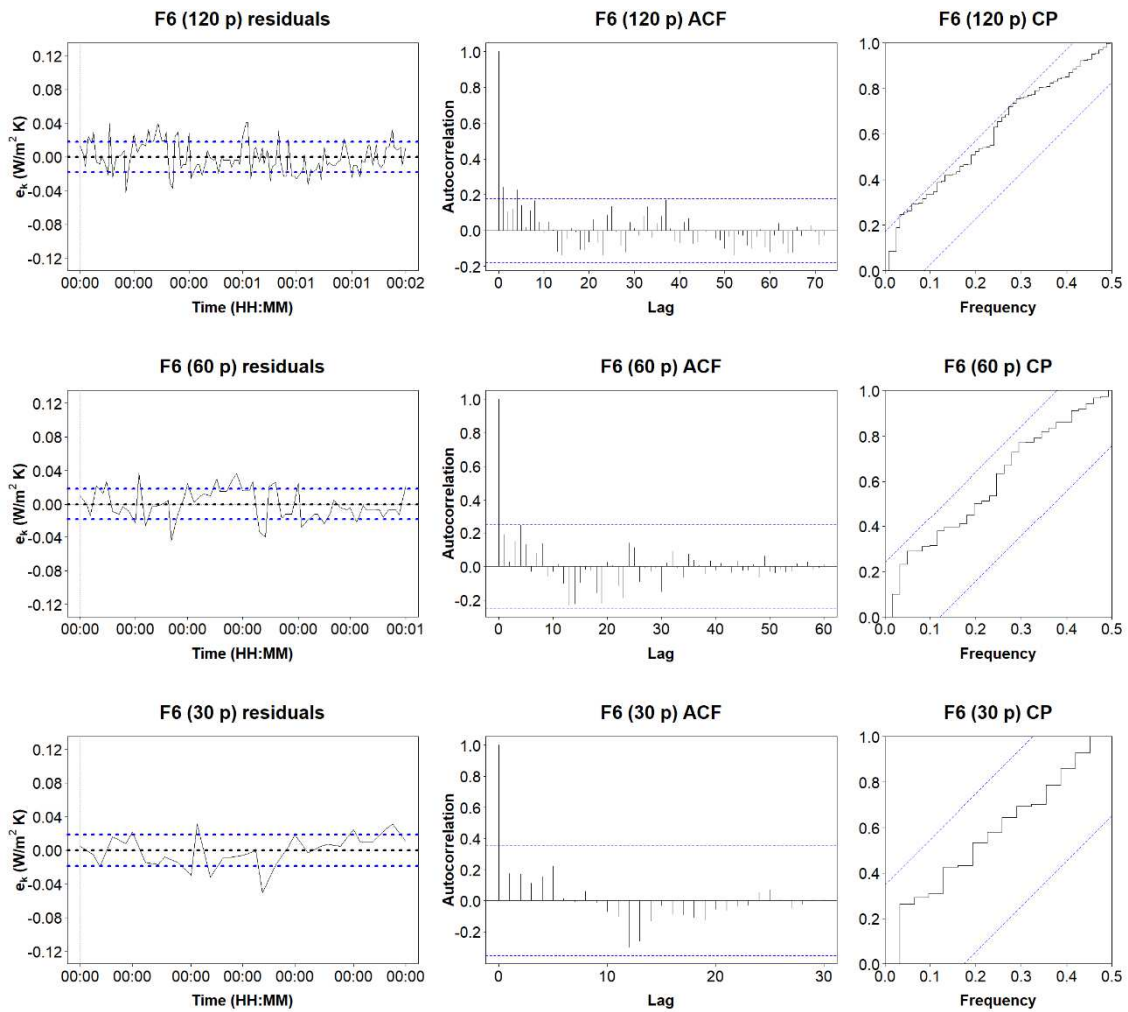 F6 (120 p) residuals
0.12
0.08
0.04
0.00
-0.04
-0.08
-0.12
eₖ (W/m² K)
00:00 00:00 00:00 00:01 00:01 00:01 00:02
Time (HH:MM)
F6 (120 p) ACF
1.0
0.8
0.6
0.4
0.2
0.0
-0.2
Autocorrelation
0 10 20 30 40 50 60 70
Lag
F6 (120 p) CP
1.0
0.8
0.6
0.4
0.2
0.0
0.0 0.1 0.2 0.3 0.4 0.5
Frequency
F6 (60 p) residuals
0.12
0.08
0.04
0.00
-0.04
-0.08
-0.12
eₖ (W/m² K)
00:00 00:00 00:00 00:00 00:00 00:00 00:01
Time (HH:MM)
F6 (60 p) ACF
1.0
0.8
0.6
0.4
0.2
0.0
-0.2
Autocorrelation
0 10 20 30 40 50 60
Lag
F6 (60 p) CP
1.0
0.8
0.6
0.4
0.2
0.0
0.0 0.1 0.2 0.3 0.4 0.5
Frequency
F6 (30 p) residuals
0.12
0.08
0.04
0.00
-0.04
-0.08
-0.12
eₖ (W/m² K)
00:00 00:00 00:00 00:00 00:00 00:00 00:00
Time (HH:MM)
F6 (30 p) ACF
1.0
0.8
0.6
0.4
0.2
0.0
-0.2
Autocorrelation
0 10 20 30
Lag
F6 (30 p) CP
1.0
0.8
0.6
0.4
0.2
0.0
0.0 0.1 0.2 0.3 0.4 0.5
Frequency